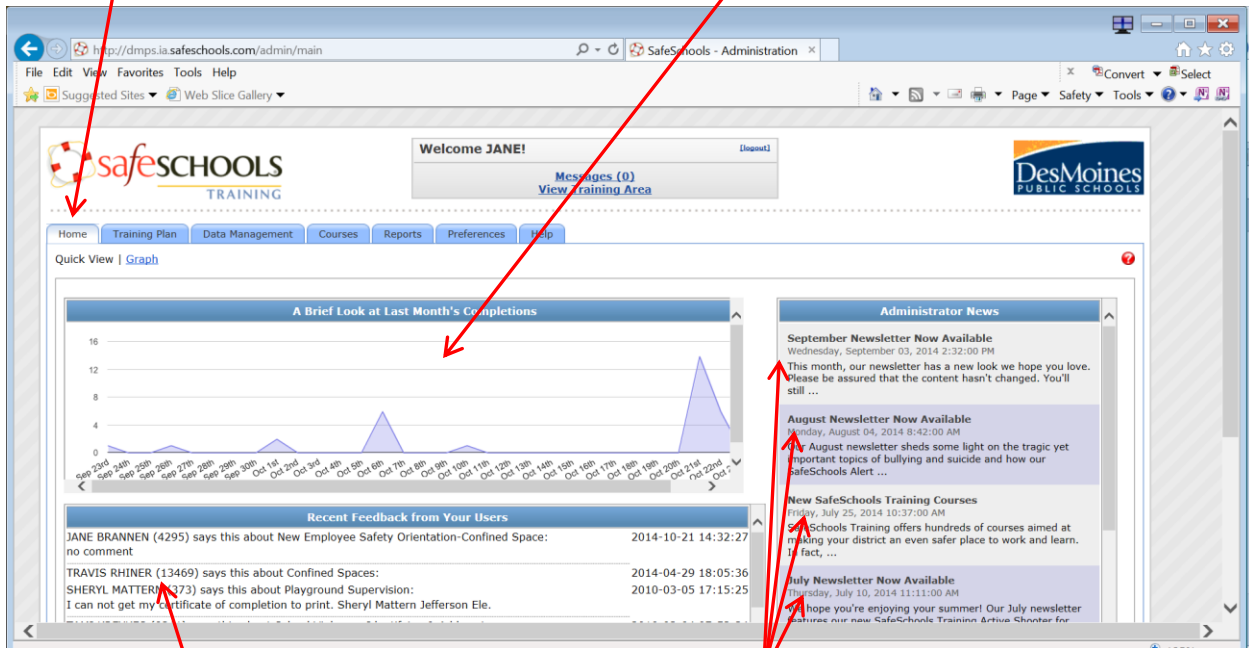 http://dmps.ia.safeschools.com/admin/main
SafeSchools - Administration ×
File Edit View Favorites Tools Help
x Convert Select
Suggested Sites Web Slice Gallery
Page Safety Tools
safeSCHOOLS
TRAINING
Welcome JANE! [logout]
Messages (0)
View Training Area
DesMoines
PUBLIC SCHOOLS
Home Training Plan Data Management Courses Reports Preferences Help
Quick View | Graph
A Brief Look at Last Month's Completions
16
12
8
4
0
Sep 23rd Sep 24th Sep 25th Sep 26th Sep 27th Sep 28th Sep 29th Sep 30th Oct 1st Oct 2nd Oct 3rd Oct 4th Oct 5th Oct 6th Oct 7th Oct 8th Oct 9th Oct 10th Oct 11th Oct 12th Oct 13th Oct 14th Oct 15th Oct 16th Oct 17th Oct 18th Oct 19th Oct 20th Oct 21st Oct 22nd Oct
Recent Feedback from Your Users
JANE BRANNEN (4295) says this about New Employee Safety Orientation-Confined Space: 2014-10-21 14:32:27
no comment
TRAVIS RHINER (13469) says this about Confined Spaces: 2014-04-29 18:05:36
SHERYL MATTERN (373) says this about Playground Supervision: 2010-03-05 17:15:25
I can not get my certificate of completion to print. Sheryl Mattern Jefferson Ele.
Administrator News
September Newsletter Now Available
Wednesday, September 03, 2014 2:32:00 PM
This month, our newsletter has a new look we hope you love.
Please be assured that the content hasn't changed. You'll
still ...
August Newsletter Now Available
Monday, August 04, 2014 8:42:00 AM
Our August newsletter sheds some light on the tragic yet
important topics of bullying and suicide and how our
SafeSchools Alert ...
New SafeSchools Training Courses
Friday, July 25, 2014 10:37:00 AM
SafeSchools Training offers hundreds of courses aimed at
making your district an even safer place to work and learn.
In fact, ...
July Newsletter Now Available
Thursday, July 10, 2014 11:11:00 AM
We hope you're enjoying your summer! Our July newsletter
features our new SafeSchools Training Active Shooter for